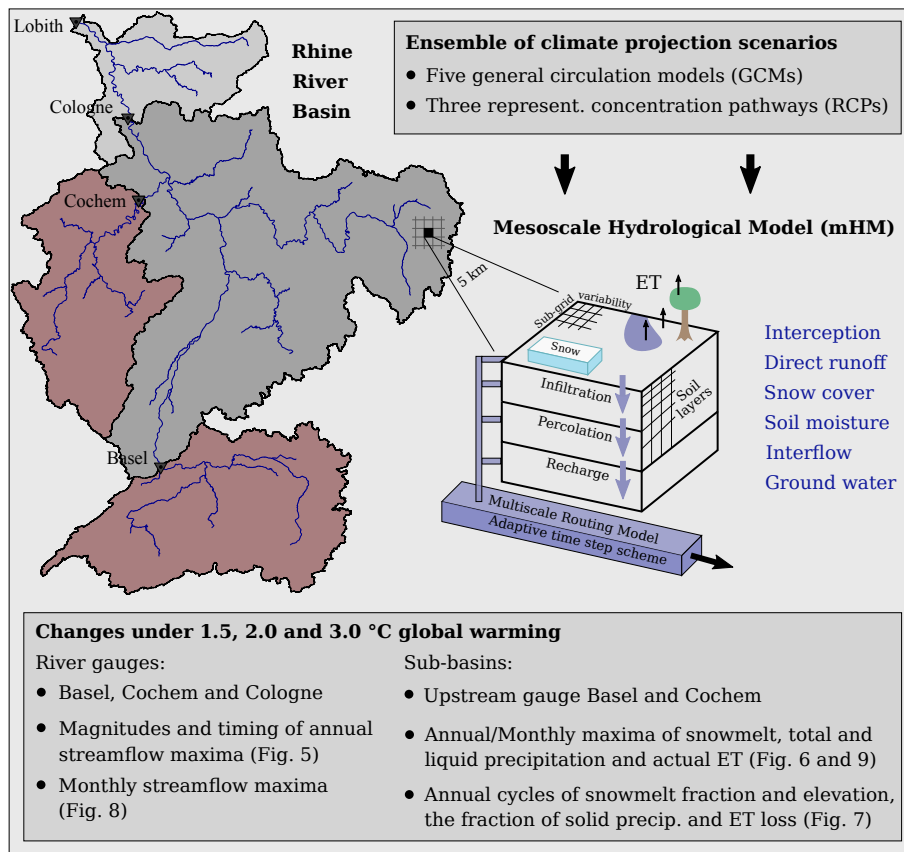 Lobith
Rhine
River
Basin
Cologne
Cochem
Basel
Ensemble of climate projection scenarios
● Five general circulation models (GCMs)
● Three represent. concentration pathways (RCPs)
Mesoscale Hydrological Model (mHM)
5 km
ET
Sub-grid variability
Snow
Infiltration
Percolation
Recharge
Soil
layers
Multiscale Routing Model
Adaptive time step scheme
Interception
Direct runoff
Snow cover
Soil moisture
Interflow
Ground water
Changes under 1.5, 2.0 and 3.0 °C global warming
River gauges:
● Basel, Cochem and Cologne
● Magnitudes and timing of annual
streamflow maxima (Fig. 5)
● Monthly streamflow maxima
(Fig. 8)
Sub-basins:
● Upstream gauge Basel and Cochem
● Annual/Monthly maxima of snowmelt, total and
liquid precipitation and actual ET (Fig. 6 and 9)
● Annual cycles of snowmelt fraction and elevation,
the fraction of solid precip. and ET loss (Fig. 7)